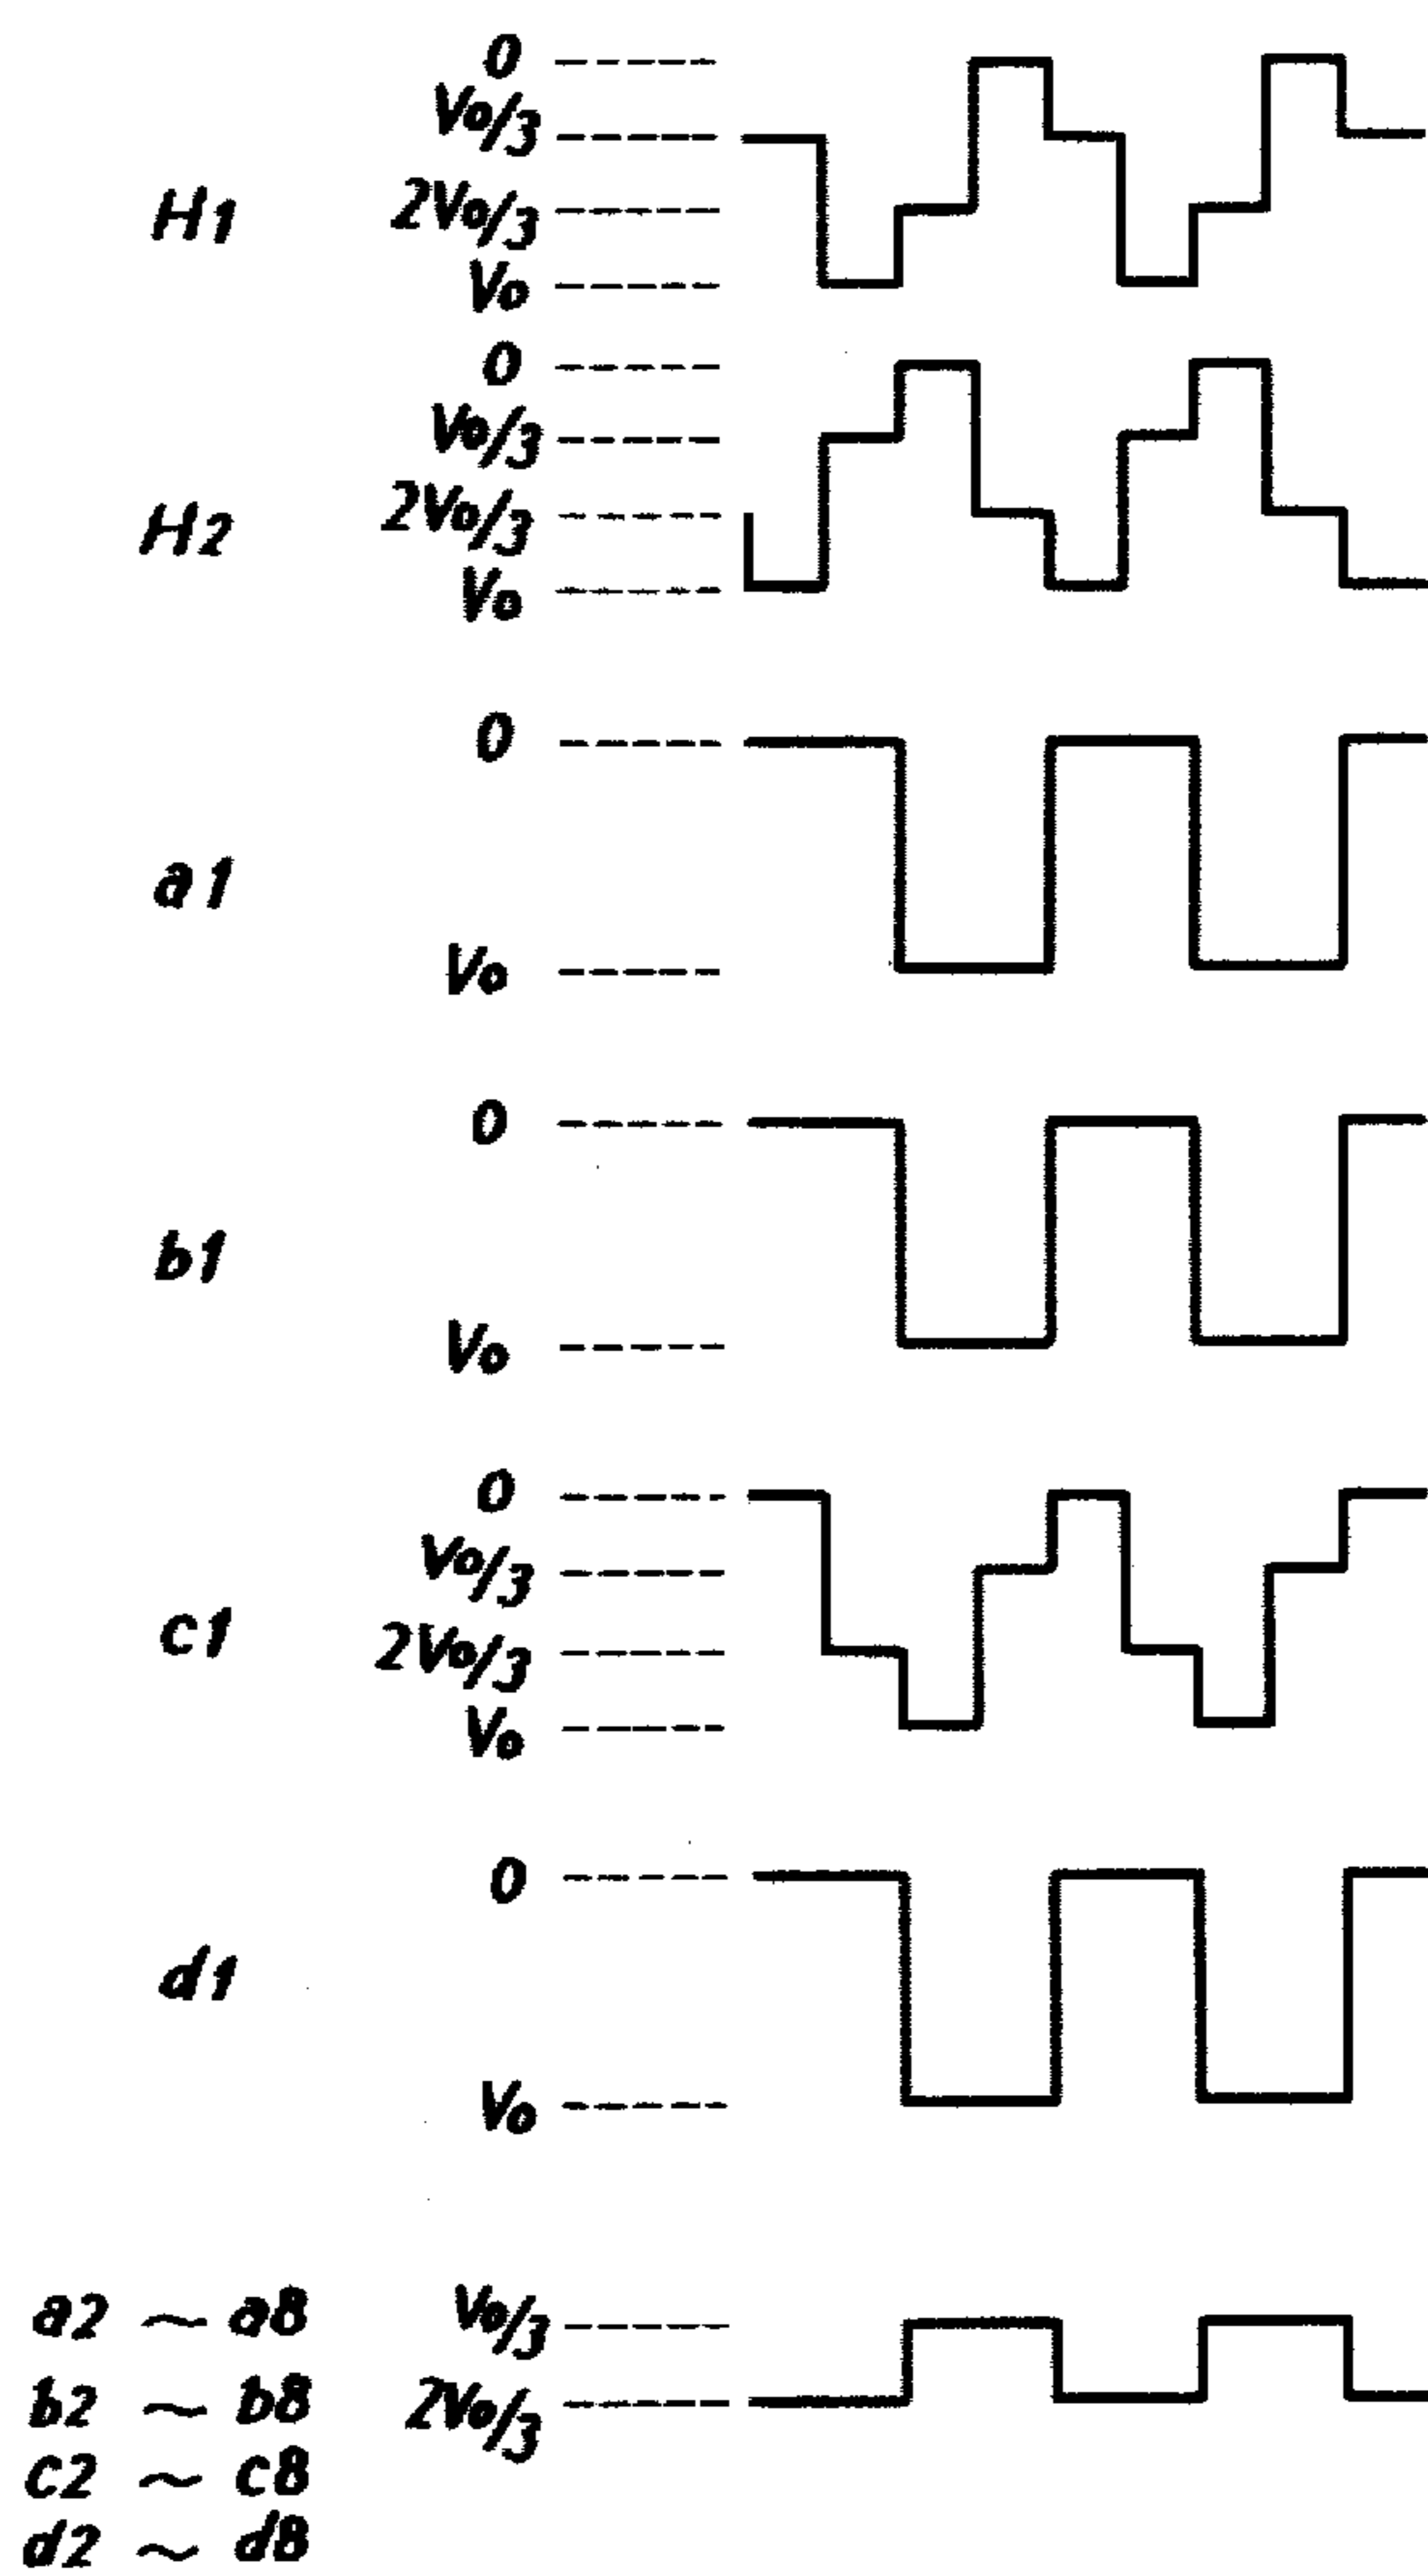 0
Vo/3
H1
2Vo/3
Vo
0
Vo/3
H2
2Vo/3
Vo
0
a1
Vo
0
b1
Vo
0
Vo/3
c1
2Vo/3
Vo
0
d1
Vo
a2 ~ a8
Vo/3
b2 ~ b8
2Vo/3
c2 ~ c8
d2 ~ d8